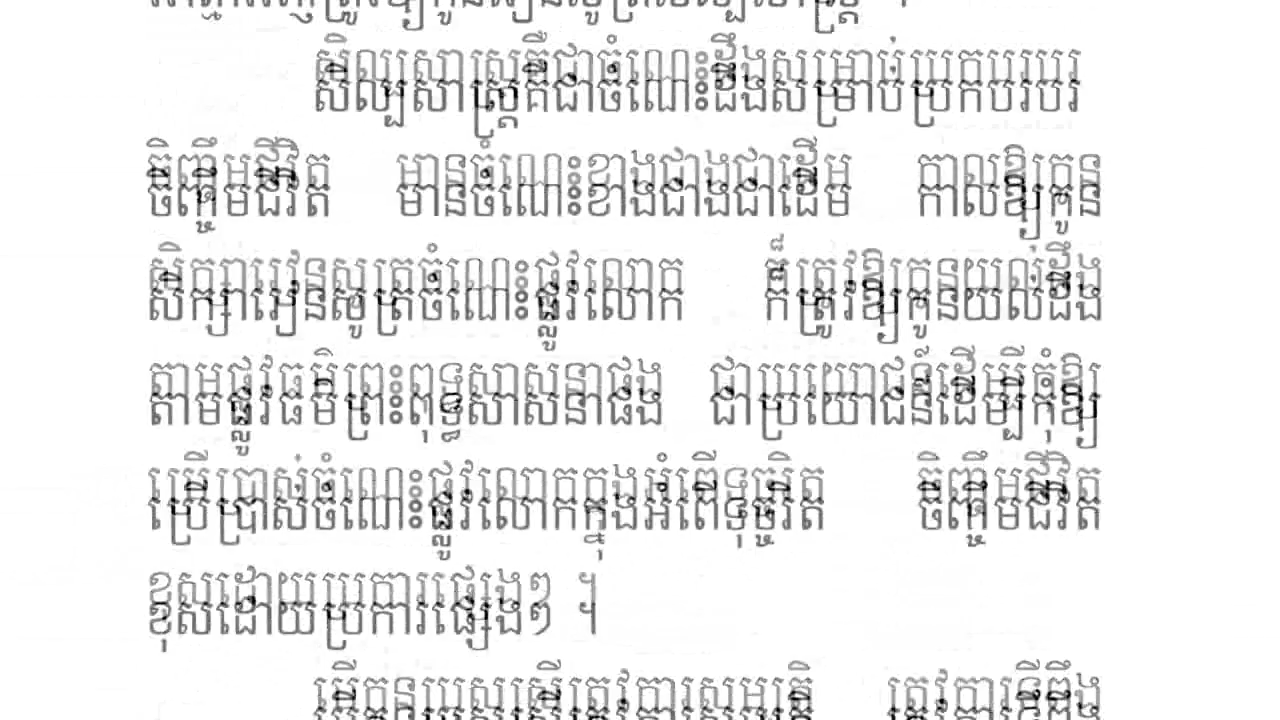 សិល្បសាស្ត្រគឺជាចំណេះដឹងសម្រាប់ប្រកបរបរ
ចិញ្ចឹមជីវិត មានចំណេះខាងជាងជាដើម កាលឱ្យកូន
សិក្សារៀនសូត្រចំណេះផ្លូវលោក ក៏ត្រូវឱ្យកូនយល់ដឹង
តាមផ្លូវធម៌ព្រះពុទ្ធសាសនាផង ជាប្រយោជន៍ដើម្បីកុំឱ្យ
ប្រើប្រាស់ចំណេះផ្លូវលោកក្នុងអំពើទុច្ចរិត ចិញ្ចឹមជីវិត
ខុសដោយប្រការផ្សេងៗ ។